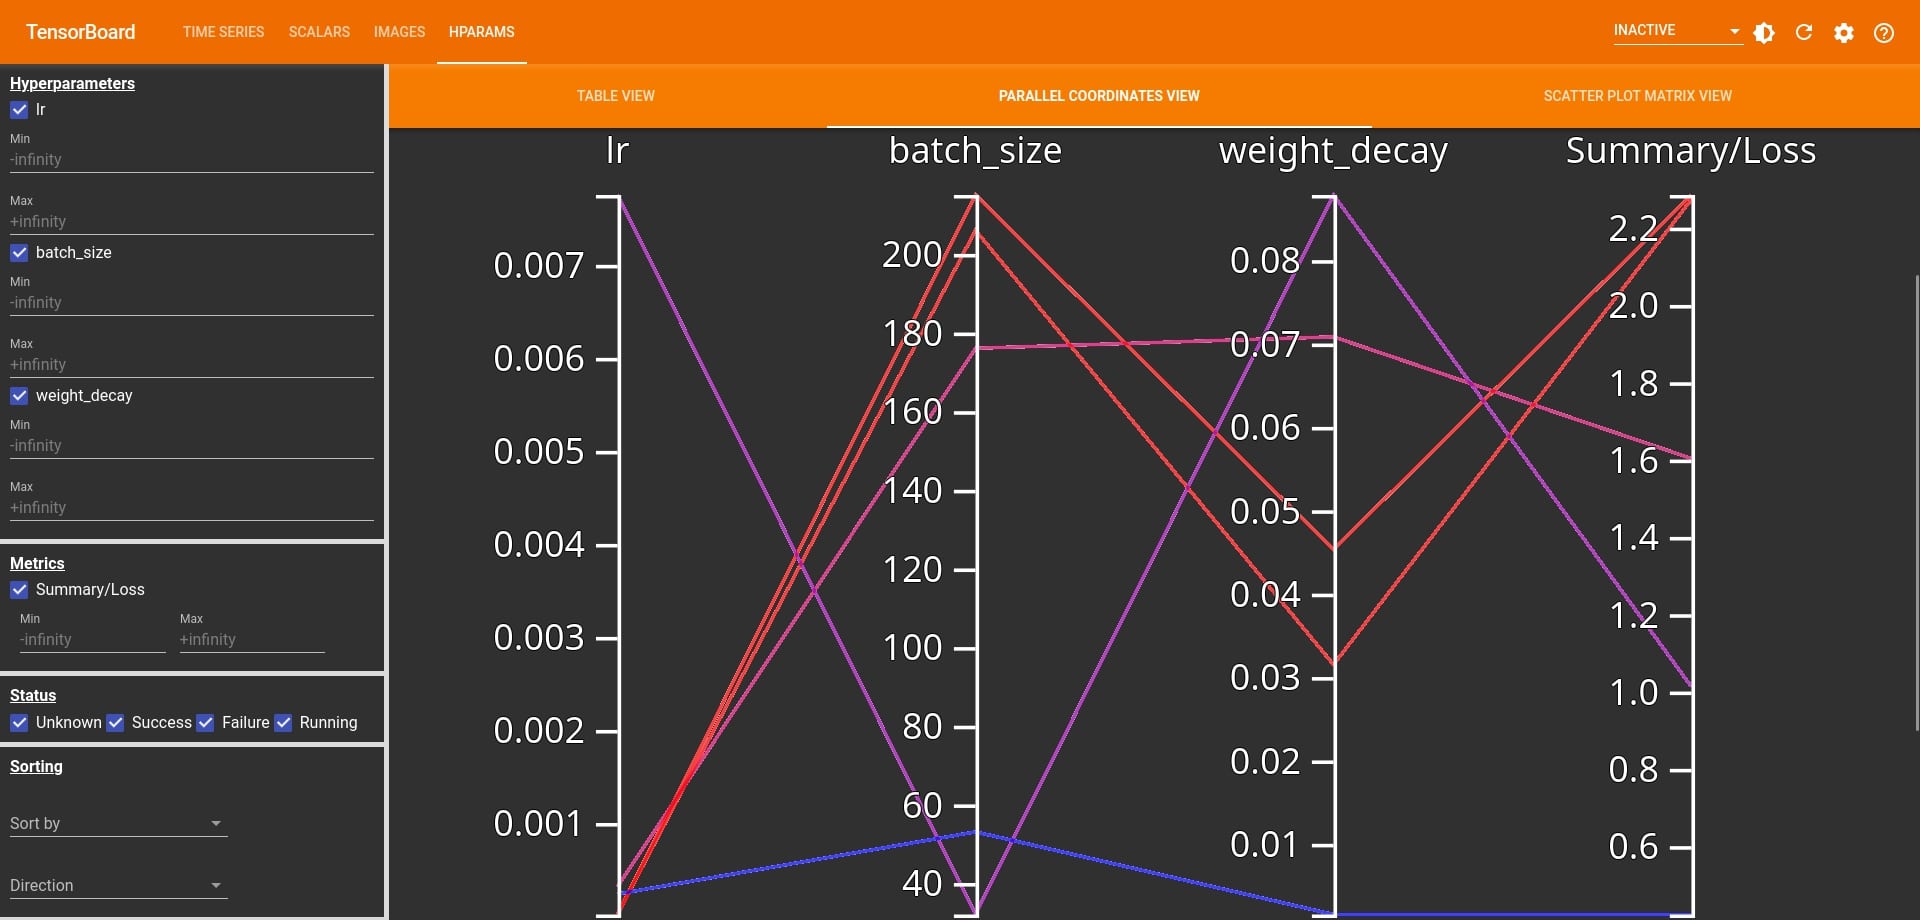 TensorBoard TIME SERIES SCALARS IMAGES HPARAMS INACTIVE
Hyperparameters
lr
Min
-infinity
Max
+infinity
batch_size
Min
-infinity
Max
+infinity
weight_decay
Min
-infinity
Max
+infinity
Metrics
Summary/Loss
Min Max
-infinity +infinity
Status
Unknown Success Failure Running
Sorting
Sort by
Direction
TABLE VIEW PARALLEL COORDINATES VIEW SCATTER PLOT MATRIX VIEW
lr batch_size weight_decay Summary/Loss
0.007
0.006
0.005
0.004
0.003
0.002
0.001
200
180
160
140
120
100
80
60
40
0.08
0.07
0.06
0.05
0.04
0.03
0.02
0.01
2.2
2.0
1.8
1.6
1.4
1.2
1.0
0.8
0.6